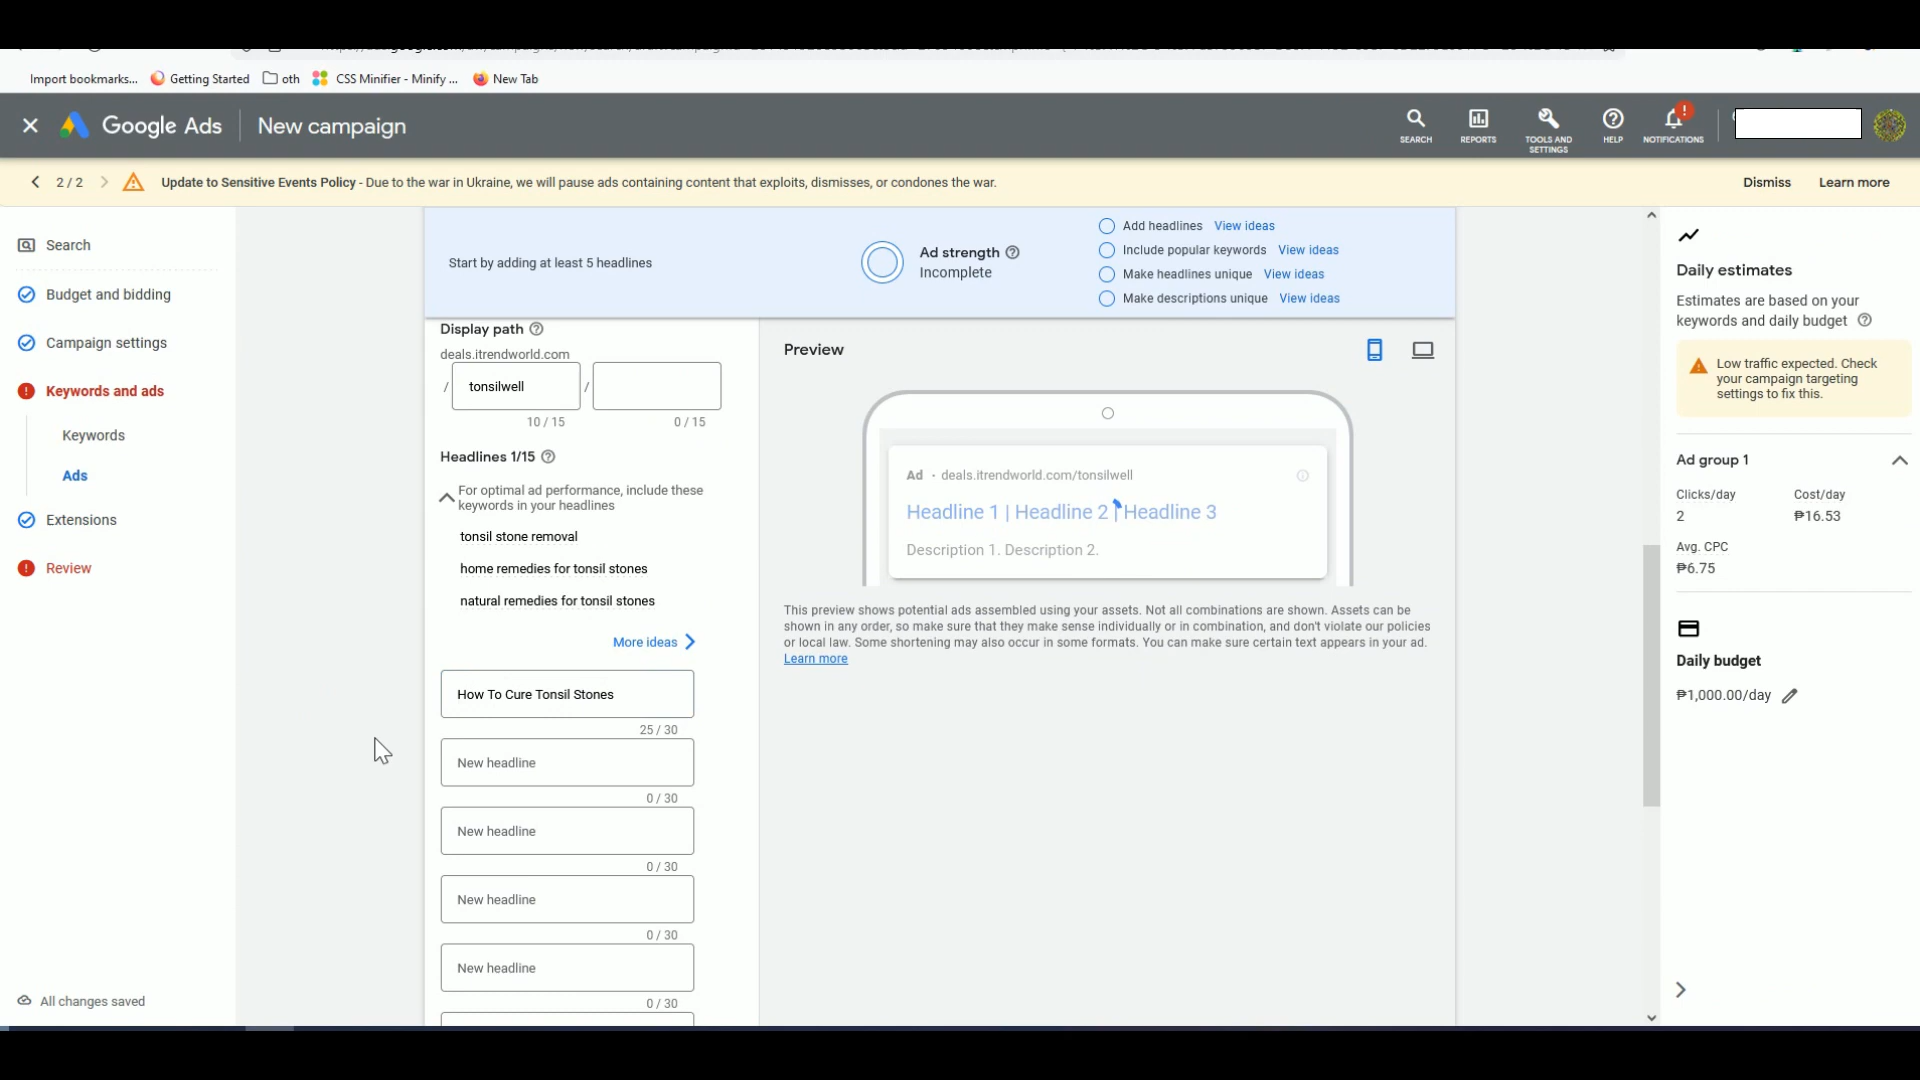 Import bookmarks...
Getting Started
oth
CSS Minifier - Minify ...
New Tab
Google Ads
New campaign
SEARCH
REPORTS
TOOLS AND
SETTINGS
HELP
!
NOTIFICATIONS
2 / 2
Update to Sensitive Events Policy - Due to the war in Ukraine, we will pause ads containing content that exploits, dismisses, or condones the war.
Dismiss
Learn more
Search
Budget and bidding
Campaign settings
Keywords and ads
Keywords
Ads
Extensions
Review
All changes saved
Start by adding at least 5 headlines
Ad strength
Incomplete
Add headlines View ideas
Include popular keywords View ideas
Make headlines unique View ideas
Make descriptions unique View ideas
Display path
deals.itrendworld.com
/ tonsilwell /
10 / 15
0 / 15
Headlines 1/15
For optimal ad performance, include these
keywords in your headlines
tonsil stone removal
home remedies for tonsil stones
natural remedies for tonsil stones
More ideas
How To Cure Tonsil Stones
25 / 30
New headline
0 / 30
New headline
0 / 30
New headline
0 / 30
New headline
0 / 30
Preview
Ad · deals.itrendworld.com/tonsilwell
Headline 1 | Headline 2 | Headline 3
Description 1. Description 2.
This preview shows potential ads assembled using your assets. Not all combinations are shown. Assets can be
shown in any order, so make sure that they make sense individually or in combination, and don't violate our policies
or local law. Some shortening may also occur in some formats. You can make sure certain text appears in your ad.
Learn more
Daily estimates
Estimates are based on your
keywords and daily budget
Low traffic expected. Check
your campaign targeting
settings to fix this.
Ad group 1
Clicks/day
2
Cost/day
₱16.53
Avg. CPC
₱6.75
Daily budget
₱1,000.00/day